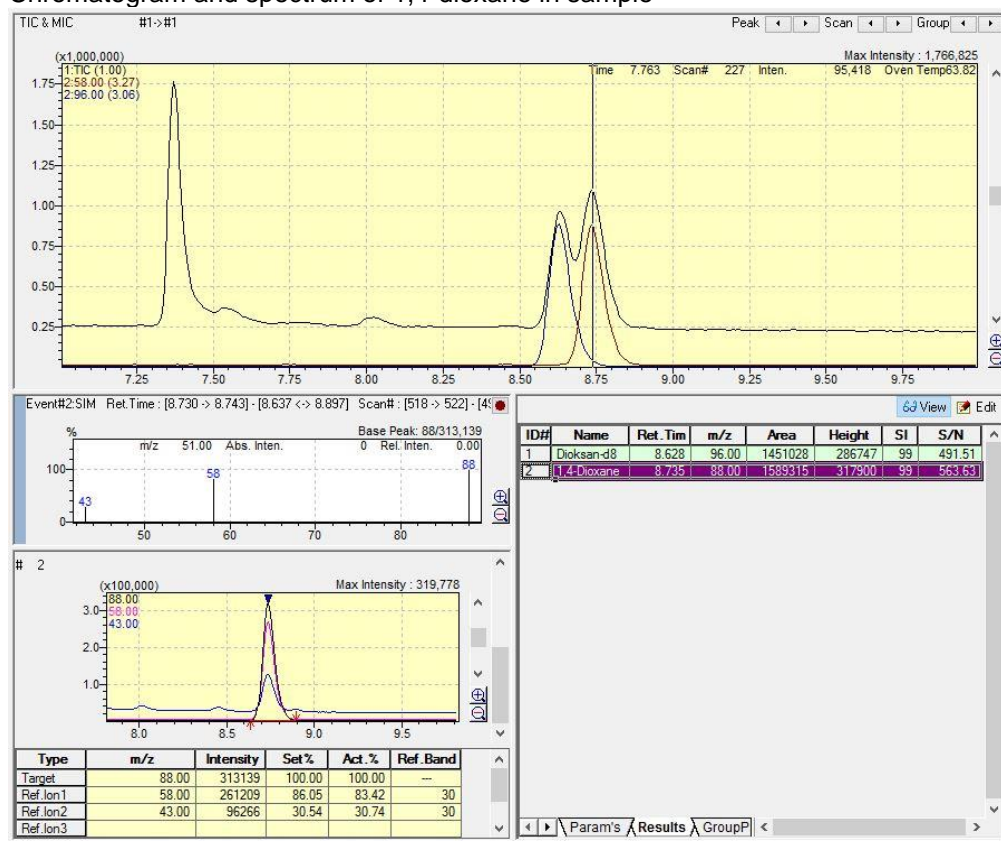 Chromatogram and spectrum of 1,4-dioxane in sample
TIC & MIC #1->#1 Peak Scan Group
(x1,000,000) Max Intensity : 1,766,825
1:TIC (1.00) Time 7.763 Scan# 227 Inten. 95,418 Oven Temp63.82
2:58.00 (3.27)
2:96.00 (3.06)
1.75
1.50
1.25
1.00
0.75
0.50
0.25
7.25 7.50 7.75 8.00 8.25 8.50 8.75 9.00 9.25 9.50 9.75
Event#2:SIM Ret.Time : [8.730 -> 8.743] - [8.637 <-> 8.897] Scan# : [518 -> 522] - [45
% Base Peak: 88/313,139
m/z 51.00 Abs. Inten. 0 Rel. Inten. 0.00
100
0
43 58 88
50 60 70 80
# 2
(x100,000) Max Intensity : 319,778
88.00
58.00
43.00
3.0
2.0
1.0
8.0 8.5 9.0 9.5
Type m/z Intensity Set% Act.% Ref.Band
Target 88.00 313139 100.00 100.00 ---
Ref.Ion1 58.00 261209 86.05 83.42 30
Ref.Ion2 43.00 96266 30.54 30.74 30
Ref.Ion3
View Edit
ID# Name Ret.Tim m/z Area Height SI S/N
1 Dioksan-d8 8.628 96.00 1451028 286747 99 491.51
2 1,4-Dioxane 8.735 88.00 1589315 317900 99 563.63
Param's Results GroupP